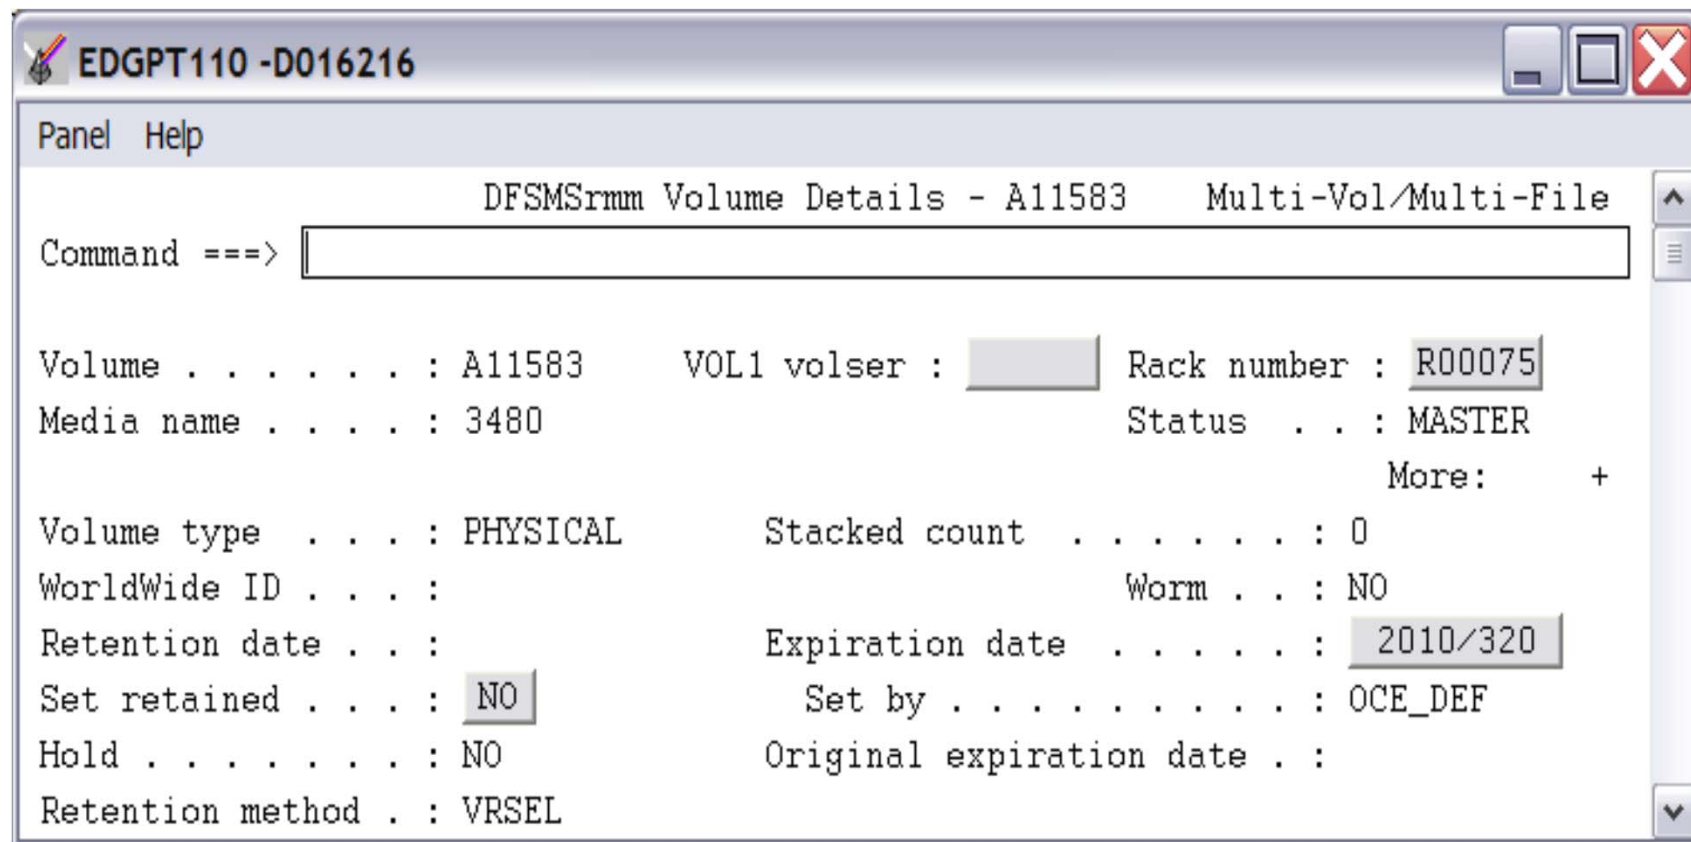 EDGPT110 -D016216
Panel Help
DFSMSrmm Volume Details - A11583 Multi-Vol/Multi-File
Command ===>
Volume . . . . . . : A11583 VOL1 volser : Rack number : R00075
Media name . . . . : 3480 Status . . : MASTER
More: +
Volume type . . . : PHYSICAL Stacked count . . . . . . : 0
WorldWide ID . . . : Worm . . : NO
Retention date . . : Expiration date . . . . . : 2010/320
Set retained . . . : NO Set by . . . . . . . . . : OCE_DEF
Hold . . . . . . . : NO Original expiration date . :
Retention method . : VRSEL